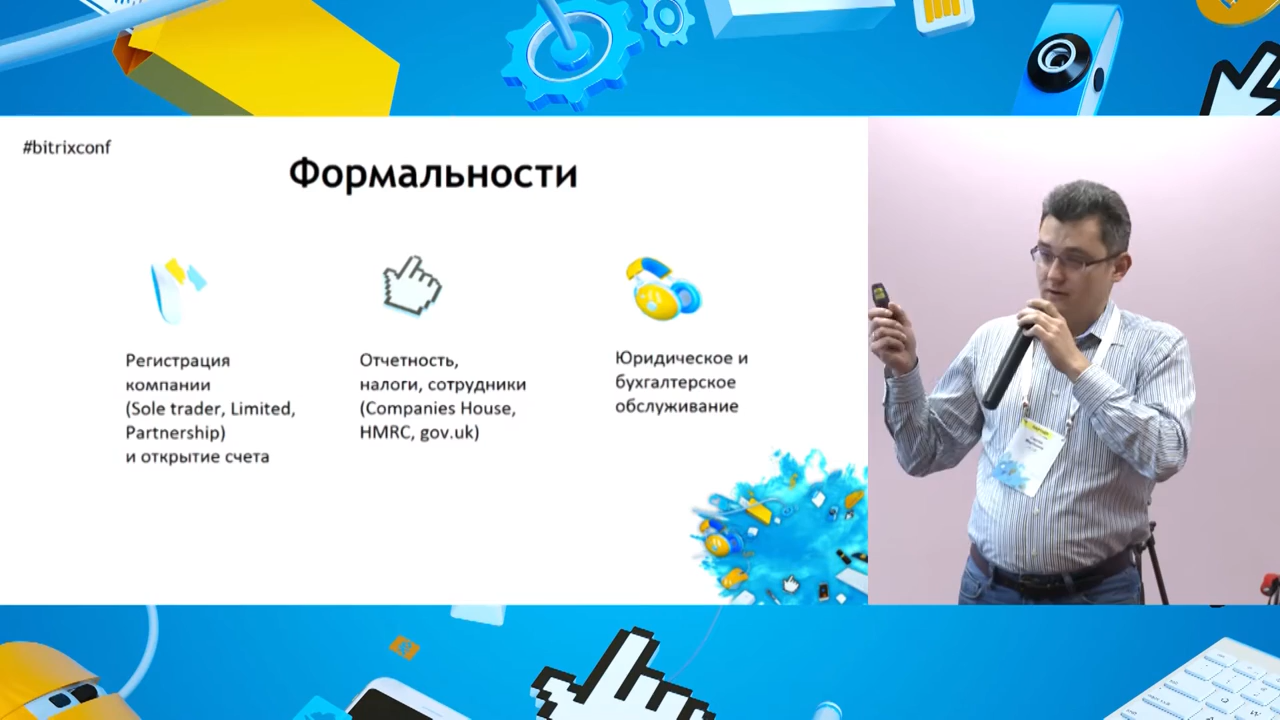 #bitrixconf
Формальности
Регистрация
компании
(Sole trader, Limited,
Partnership)
и открытие счета
Отчетность,
налоги, сотрудники
(Companies House,
HMRC, gov.uk)
Юридическое и
бухгалтерское
обслуживание